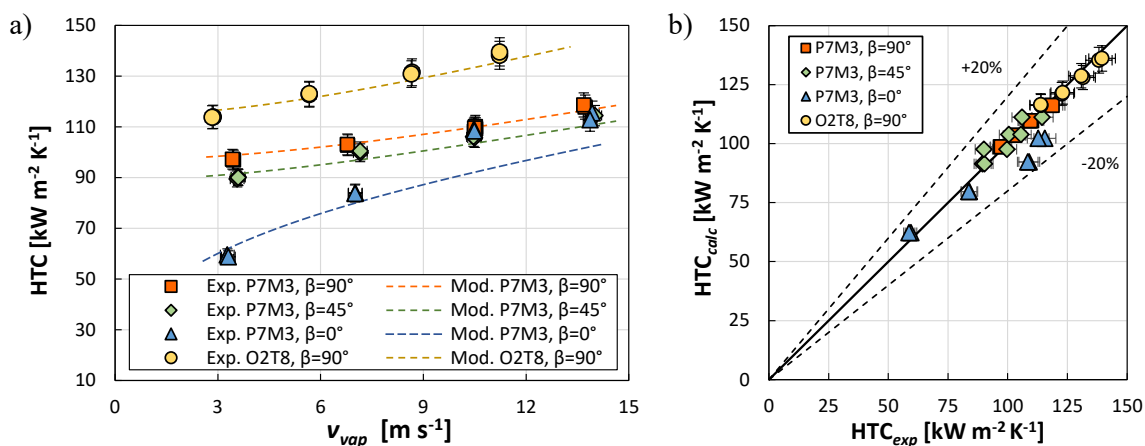 a)
HTC [kW m-2 K-1]
150
130
110
90
70
50
30
10
Exp. P7M3, β=90° Mod. P7M3, β=90°
Exp. P7M3, β=45° Mod. P7M3, β=45°
Exp. P7M3, β=0° Mod. P7M3, β=0°
Exp. O2T8, β=90° Mod. O2T8, β=90°
0 3 6 9 12 15
vvap [m s-1]
b)
HTCcalc [kW m-2 K-1]
150
125
100
75
50
25
0
P7M3, β=90°
P7M3, β=45°
P7M3, β=0°
O2T8, β=90°
+20%
-20%
0 25 50 75 100 125 150
HTCexp [kW m-2 K-1]